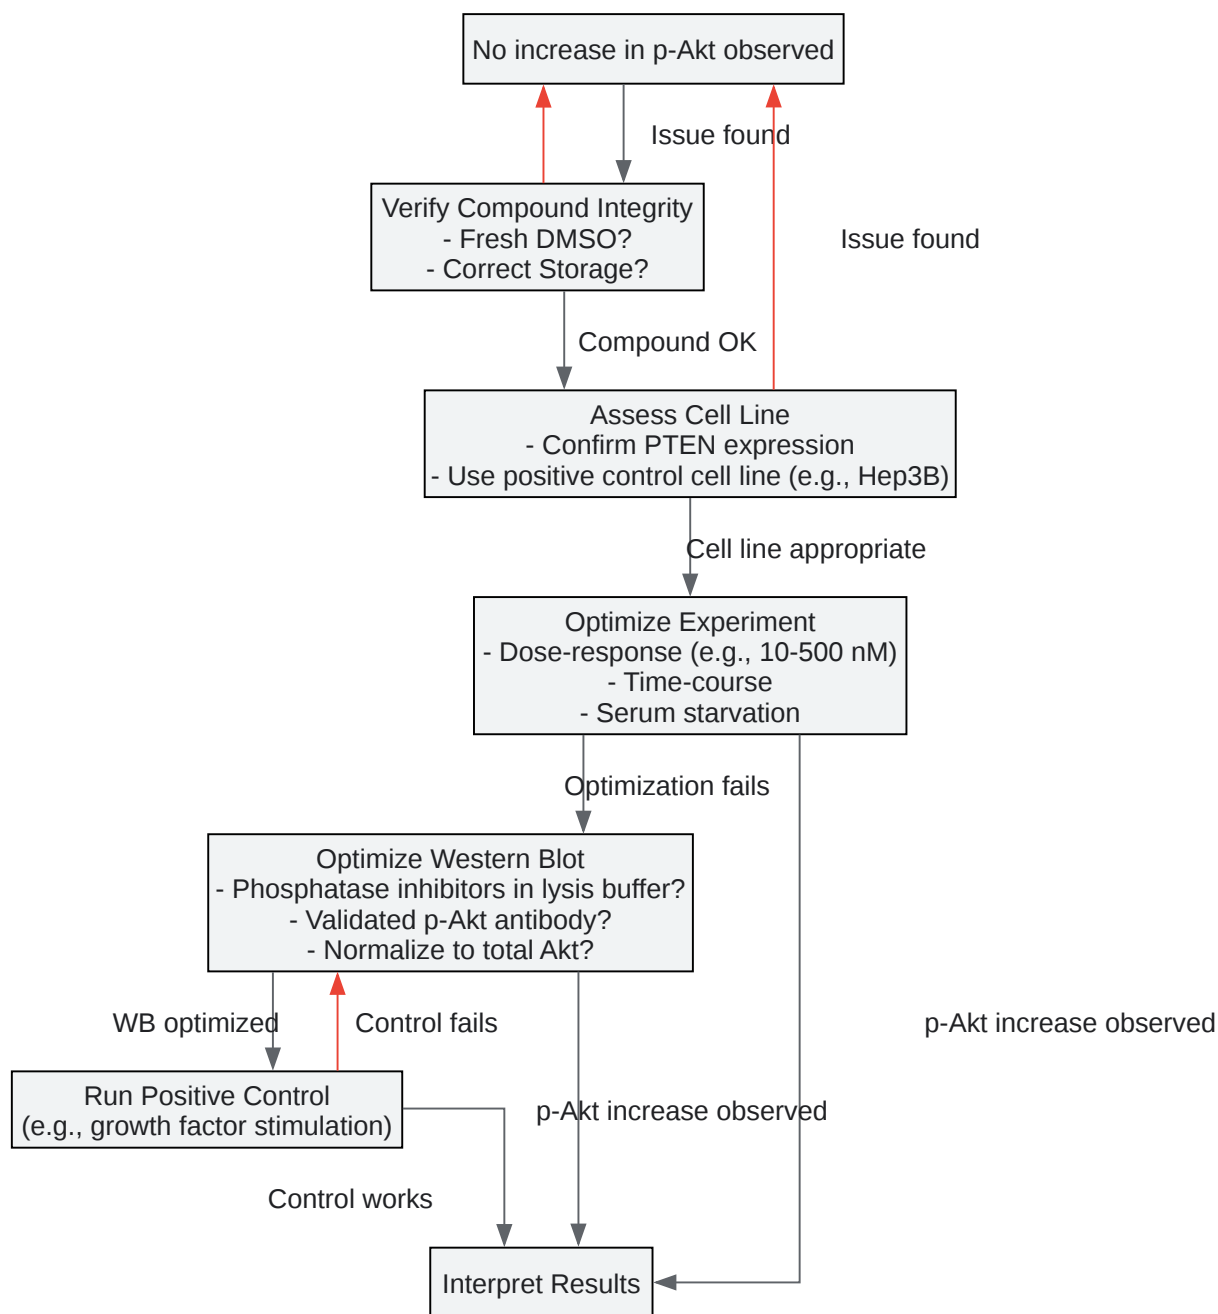 No increase in p-Akt observed
Issue found
Verify Compound Integrity
- Fresh DMSO?
- Correct Storage?
Issue found
Compound OK
Assess Cell Line
- Confirm PTEN expression
- Use positive control cell line (e.g., Hep3B)
Cell line appropriate
Optimize Experiment
- Dose-response (e.g., 10-500 nM)
- Time-course
- Serum starvation
Optimization fails
Optimize Western Blot
- Phosphatase inhibitors in lysis buffer?
- Validated p-Akt antibody?
- Normalize to total Akt?
WB optimized
Control fails
p-Akt increase observed
Run Positive Control
(e.g., growth factor stimulation)
p-Akt increase observed
Control works
Interpret Results